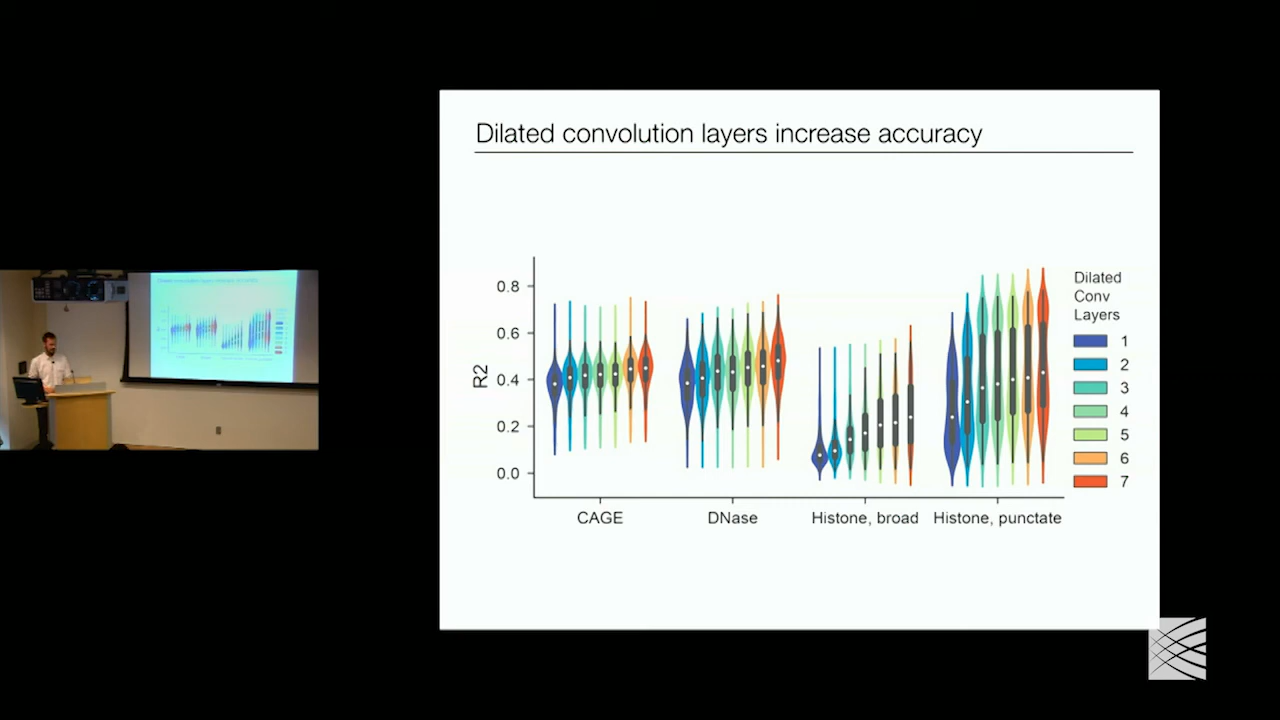 Dilated convolution layers increase accuracy
R2
0.8
0.6
0.4
0.2
0.0
CAGE
DNase
Histone, broad
Histone, punctate
Dilated
Conv
Layers
1
2
3
4
5
6
7